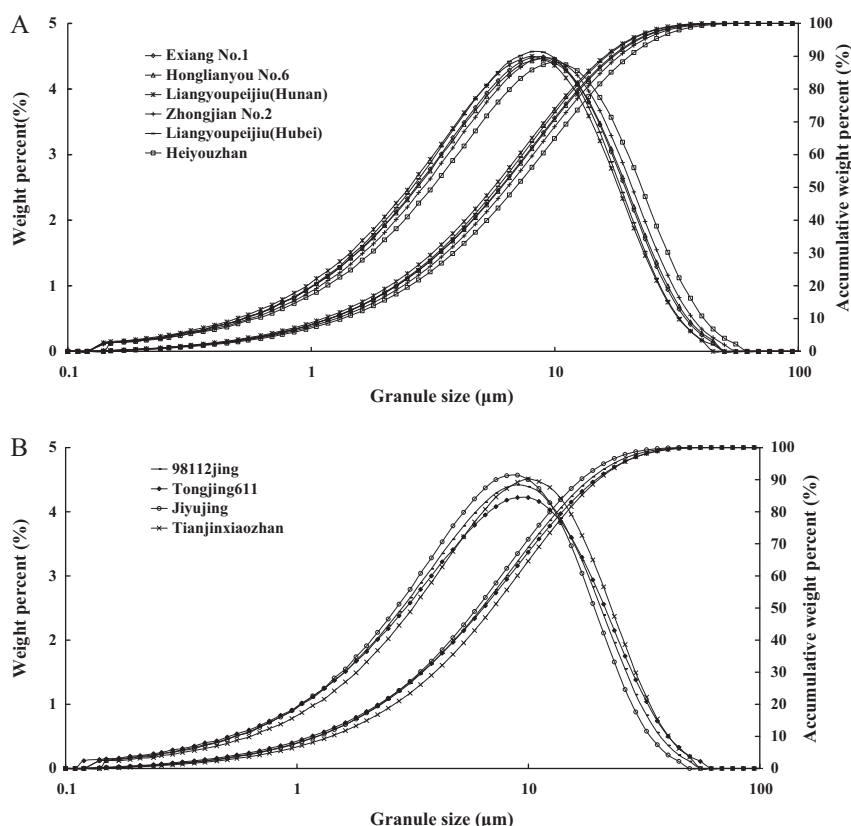 A
Weight percent(%)
5
4
3
2
1
0
Exiang No.1
Honglianyou No.6
Liangyoupeijiu(Hunan)
Zhongjian No.2
Liangyoupeijiu(Hubei)
Heiyouzhan
100
90
80
70
60
50
40
30
20
10
0
Accumulative weight percent (%)
0.1 1 10 100
Granule size (µm)
B
Weight percent (%)
5
4
3
2
1
0
98112jing
Tongjing611
Jiyujing
Tianjinxiaozhan
100
90
80
70
60
50
40
30
20
10
0
Accumulative weight percent (%)
0.1 1 10 100
Granule size (µm)